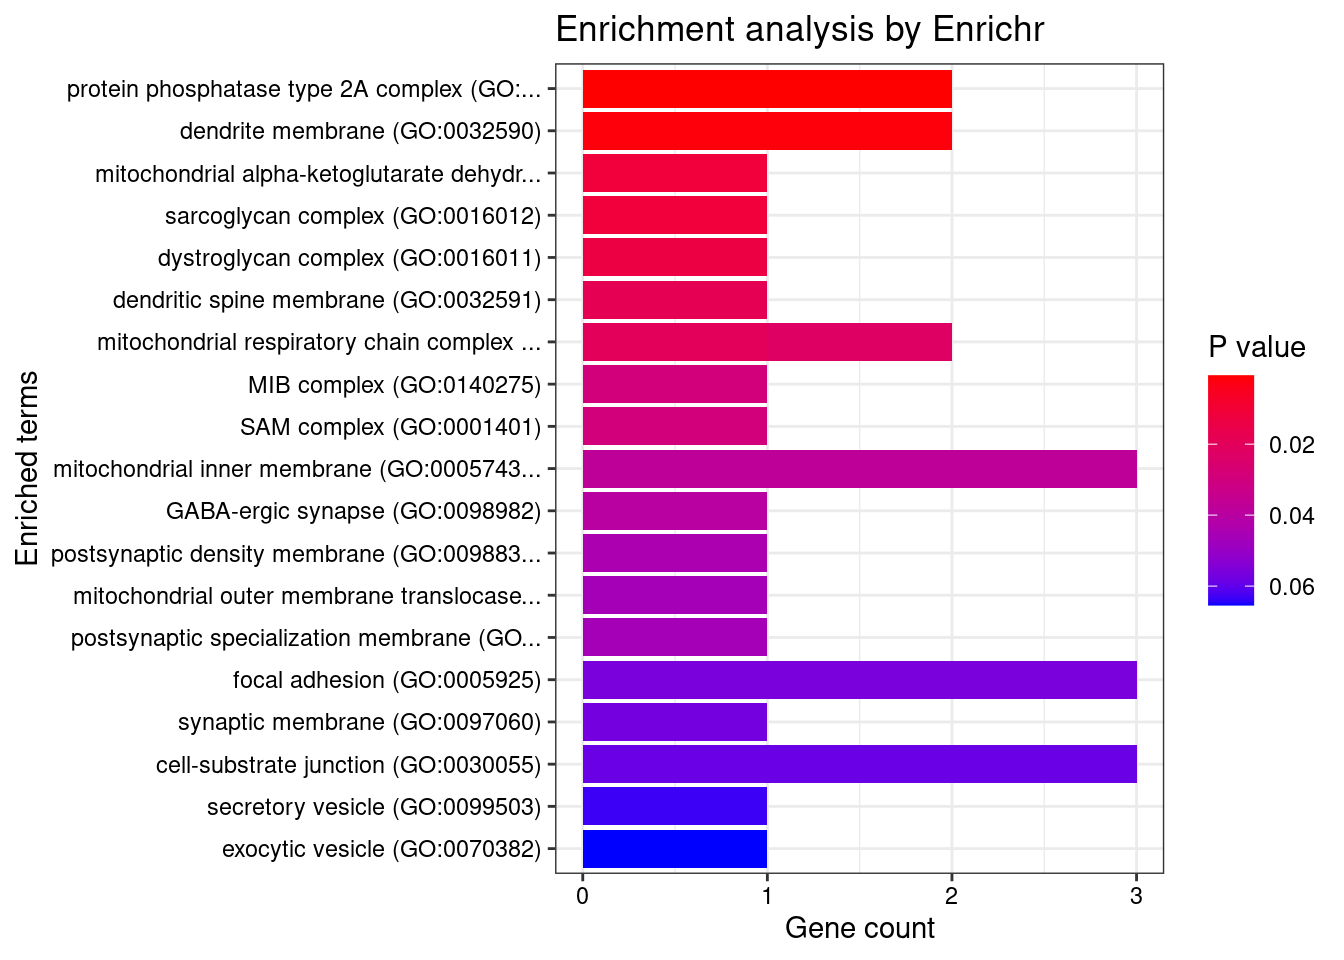 Enrichment analysis by Enrichr
protein phosphatase type 2A complex (GO:...
dendrite membrane (GO:0032590)
mitochondrial alpha-ketoglutarate dehydr...
sarcoglycan complex (GO:0016012)
dystroglycan complex (GO:0016011)
dendritic spine membrane (GO:0032591)
mitochondrial respiratory chain complex ...
MIB complex (GO:0140275)
SAM complex (GO:0001401)
mitochondrial inner membrane (GO:0005743...
GABA-ergic synapse (GO:0098982)
postsynaptic density membrane (GO:009883...
mitochondrial outer membrane translocase...
postsynaptic specialization membrane (GO...
focal adhesion (GO:0005925)
synaptic membrane (GO:0097060)
cell-substrate junction (GO:0030055)
secretory vesicle (GO:0099503)
exocytic vesicle (GO:0070382)
Enriched terms
0 1 2 3
Gene count
P value
0.02
0.04
0.06